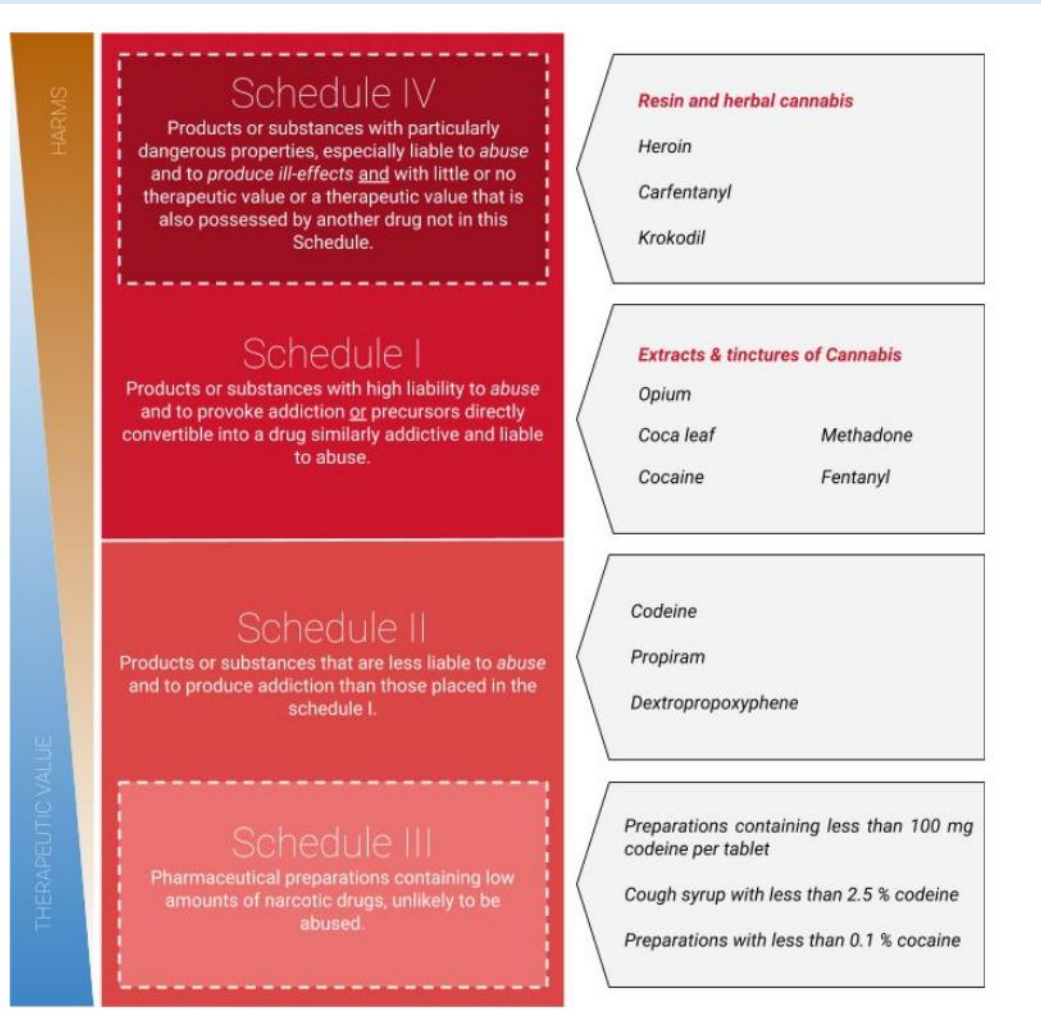 HARMS
THERAPEUTIC VALUE
Schedule IV
Products or substances with particularly
dangerous properties, especially liable to abuse
and to produce ill-effects and with little or no
therapeutic value or a therapeutic value that is
also possessed by another drug not in this
Schedule.
Resin and herbal cannabis
Heroin
Carfentanyl
Krokodil
Schedule I
Products or substances with high liability to abuse
and to provoke addiction or precursors directly
convertible into a drug similarly addictive and liable
to abuse.
Extracts & tinctures of Cannabis
Opium
Coca leaf Methadone
Cocaine Fentanyl
Schedule II
Products or substances that are less liable to abuse
and to produce addiction than those placed in the
schedule I.
Codeine
Propiram
Dextropropoxyphene
Schedule III
Pharmaceutical preparations containing low
amounts of narcotic drugs, unlikely to be
abused.
Preparations containing less than 100 mg
codeine per tablet
Cough syrup with less than 2.5 % codeine
Preparations with less than 0.1 % cocaine